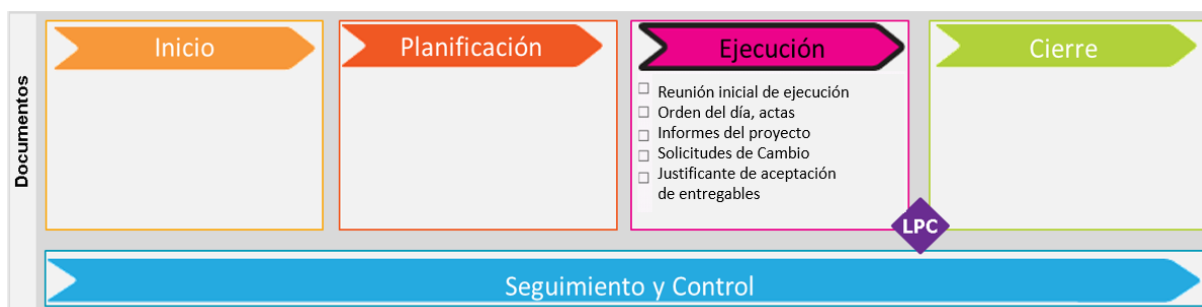 Documentos
Inicio
Planificación
Ejecución
Cierre
Reunión inicial de ejecución
Orden del día, actas
Informes del proyecto
Solicitudes de Cambio
Justificante de aceptación
de entregables
LPC
Seguimiento y Control